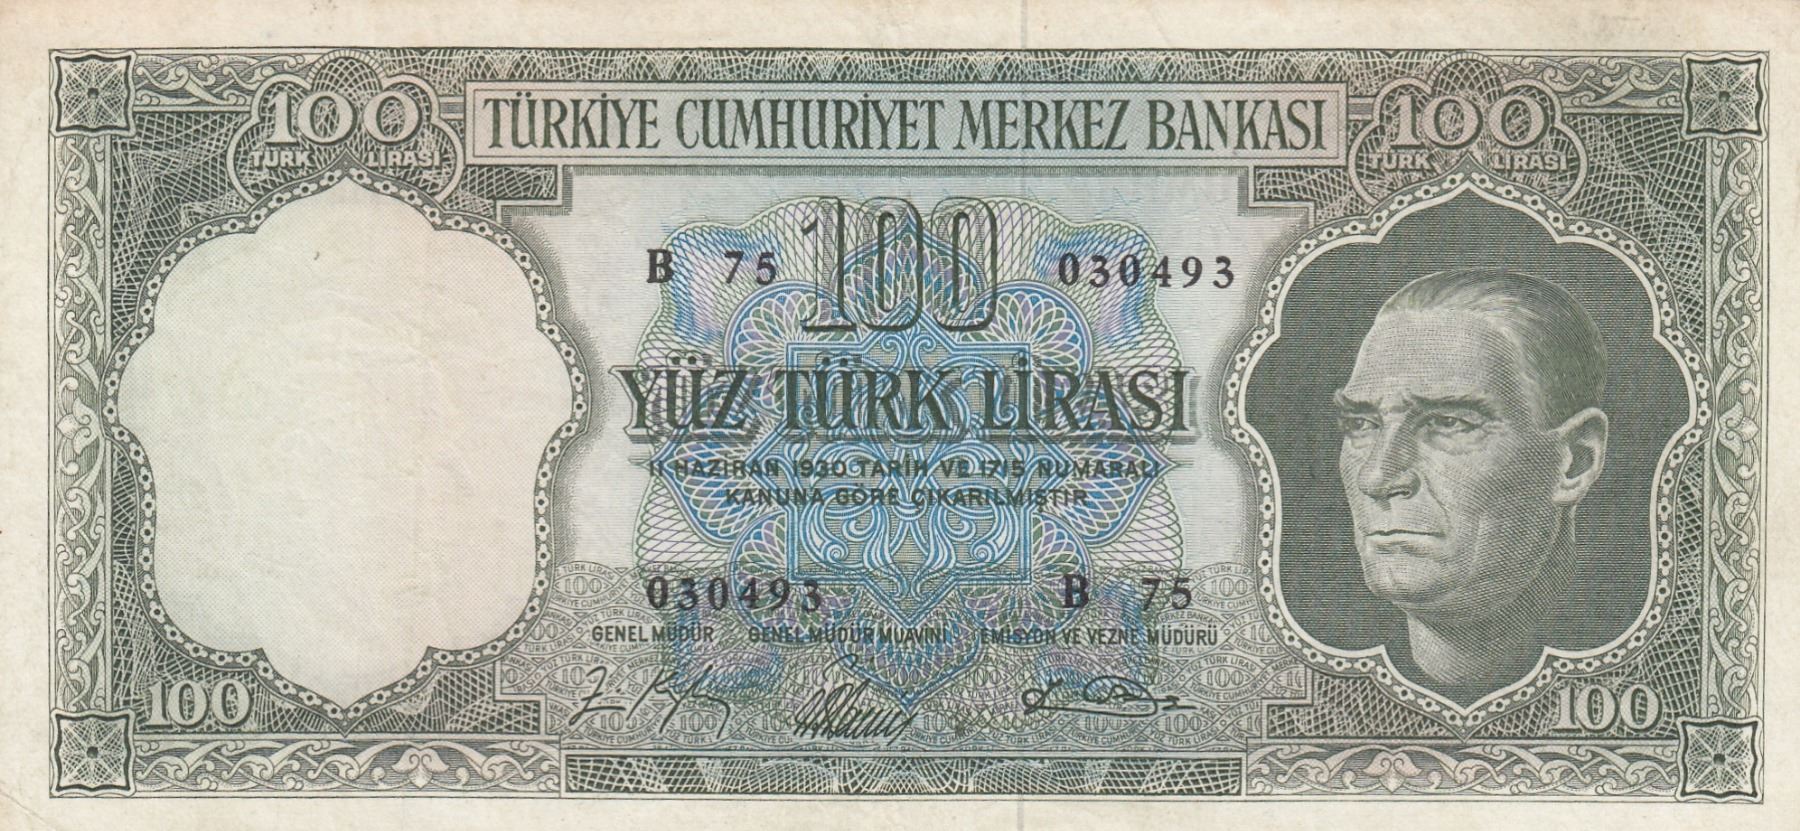 100 TÜRK LİRASI
TÜRKİYE CUMHURİYET MERKEZ BANKASI
100 TÜRK LİRASI
100
B 75
030493
YÜZ TÜRK LİRASI
11 HAZİRAN 1930 TARİH VE 1715 NUMARALI
KANUNA GÖRE ÇIKARILMIŞTIR
030493
B 75
GENEL MÜDÜR GENEL MÜDÜR MUAVİNİ EMİSYON VE VEZNE MÜDÜRÜ
100
100